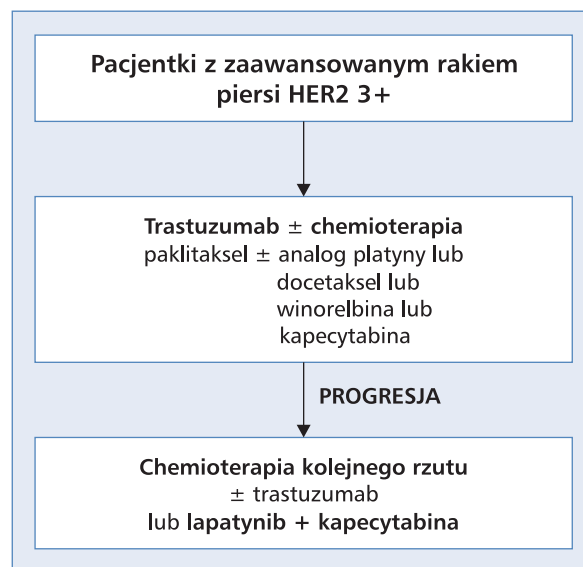 Pacjentki z zaawansowanym rakiem
piersi HER2 3+
Trastuzumab ± chemioterapia
paklitaksel ± analog platyny lub
docetaksel lub
winorelbina lub
kapecytabina
PROGRESJA
Chemioterapia kolejnego rzutu
± trastuzumab
lub lapatynib + kapecytabina